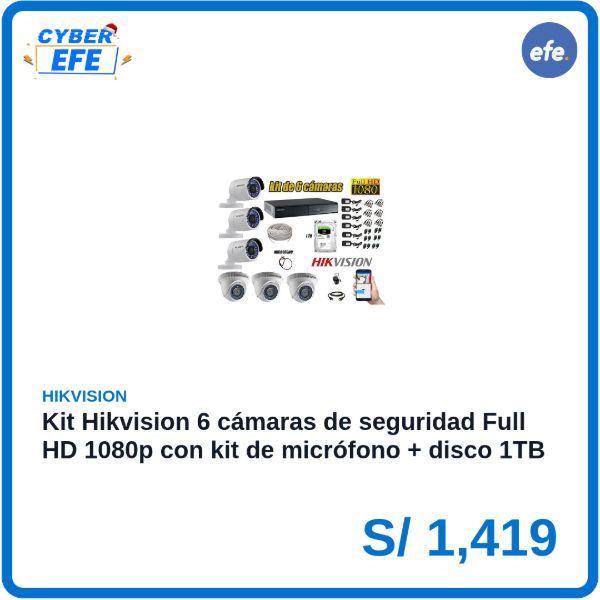 CYBER
EFE
efe.
Kit de 6 cámaras
Full HD
1080
1TB
HIKVISION
HIKVISION
Kit Hikvision 6 cámaras de seguridad Full
HD 1080p con kit de micrófono + disco 1TB
S/ 1,419